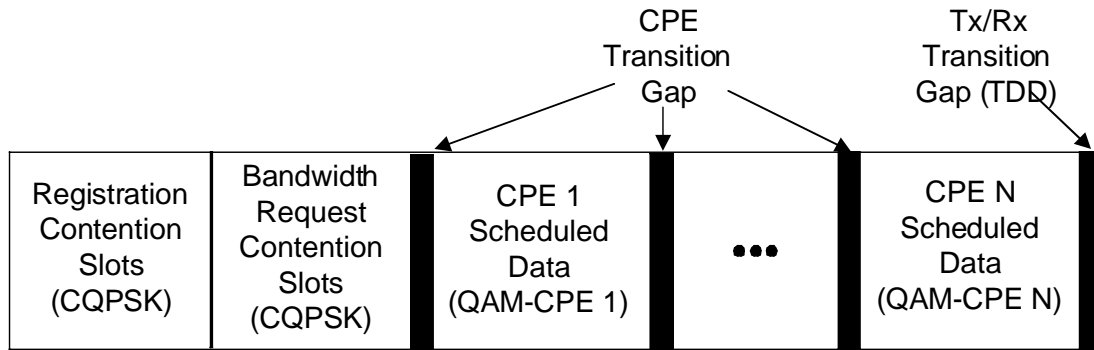 CPE
Transition
Gap
Tx/Rx
Transition
Gap (TDD)
Registration
Contention
Slots
(CQPSK)
Bandwidth
Request
Contention
Slots
(CQPSK)
CPE 1
Scheduled
Data
(QAM-CPE 1)
•••
CPE N
Scheduled
Data
(QAM-CPE N)